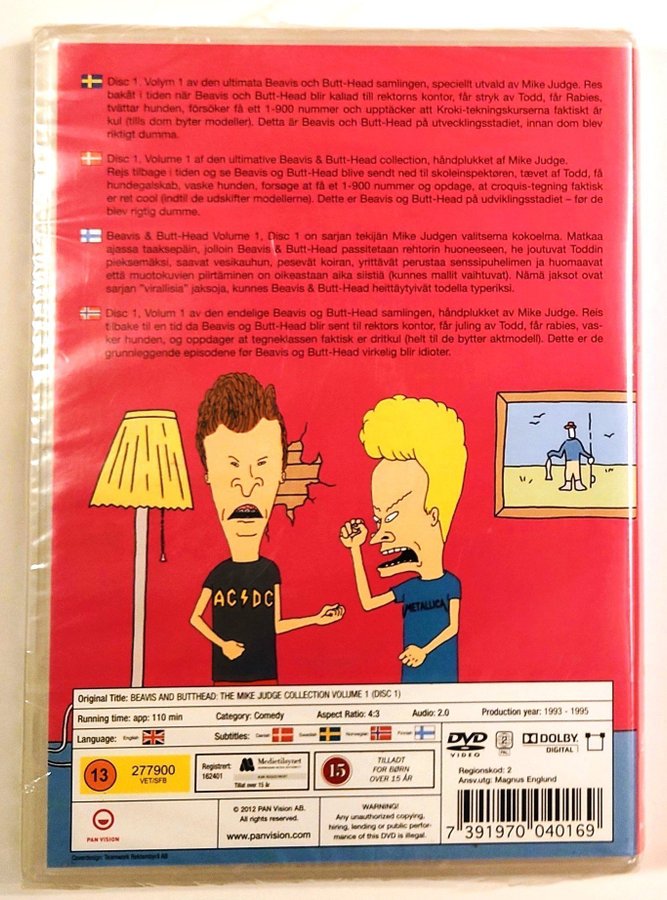 Disc 1. Volym 1 av den ultimata Beavis och Butt-Head samlingen, speciellt utvald av Mike Judge. Res
bakåt i tiden när Beavis och Butt-Head blir kallad till rektorns kontor, får stryk av Todd, får Rabies,
tvättar hunden, försöker få ett 1-900 nummer och upptäcker att Kroki-tekningskurserna faktiskt är
kul (tills dom byter modeller). Detta är Beavis och Butt-Head på utvecklingsstadiet, innan dom blev
riktigt dumma.
Disc 1. Volume 1 af den ultimative Beavis & Butt-Head collection, håndplukket af Mike Judge.
Rejs tilbage i tiden og se Beavis og Butt-Head blive sendt ned til skoleinspektøren, tævet af Todd, få
hundegalskab, vaske hunden, forsøge at få et 1-900 nummer og opdage, at croquis-tegning faktisk
er ret cool (indtil de udskifter modellerne). Dette er Beavis og Butt-Head på udviklingsstadiet – før de
blev rigtig dumme.
Beavis & Butt-Head Volume 1, Disc 1 on sarjan tekijän Mike Judgen valitsema kokoelma. Matkaa
ajassa taaksepäin, jolloin Beavis & Butt-Head passitetaan rehtorin huoneeseen, he joutuvat Toddin
pieksemäksi, saavat vesikauhun, pesevät koiran, yrittävät perustaa senssipuhelimen ja huomaavat
että muotokuvien piirtäminen on oikeastaan aika siistiä (kunnes mallit vaihtuvat). Nämä jaksot ovat
sarjan "virallisia" jaksoja, kunnes Beavis & Butt-Head heittäytyivät todella typeriksi.
Disc 1, Volum 1 av den endelige Beavis og Butt-Head samlingen, håndplukket av Mike Judge. Reis
tilbake til en tid da Beavis og Butt-Head blir sent til rektors kontor, får juling av Todd, får rabies, vas-
ker hunden, og oppdager at tegneklassen faktisk er dritkul (helt til de bytter aktmodell). Dette er de
grunnleggende episodene før Beavis og Butt-Head virkelig blir idioter.
AC DC
METALLICA
Original Title: BEAVIS AND BUTTHEAD: THE MIKE JUDGE COLLECTION VOLUME 1 (DISC 1)
Running time: app: 110 min Category: Comedy Aspect Ratio: 4:3 Audio: 2.0 Production year: 1993 - 1995
Language: English Subtitles: Danish Swedish Norwegian Finnish
DVD VIDEO 2 PAL DOLBY DIGITAL
13 277900 VET/SFB
Registrert: 162401 Medietilsynet
Tillat over 15 år
15 TILLADT FOR BØRN OVER 15 ÅR
Regionskod: 2
Ansv.utg: Magnus Englund
PAN VISION
© 2012 PAN Vision AB.
All rights reserved.
www.panvision.com
WARNING!
Any unauthorized copying,
hiring, lending or public perfor-
mance of this DVD is illegal.
7 391970 040169
Coverdesign: Teamwork Reklambyrå AB